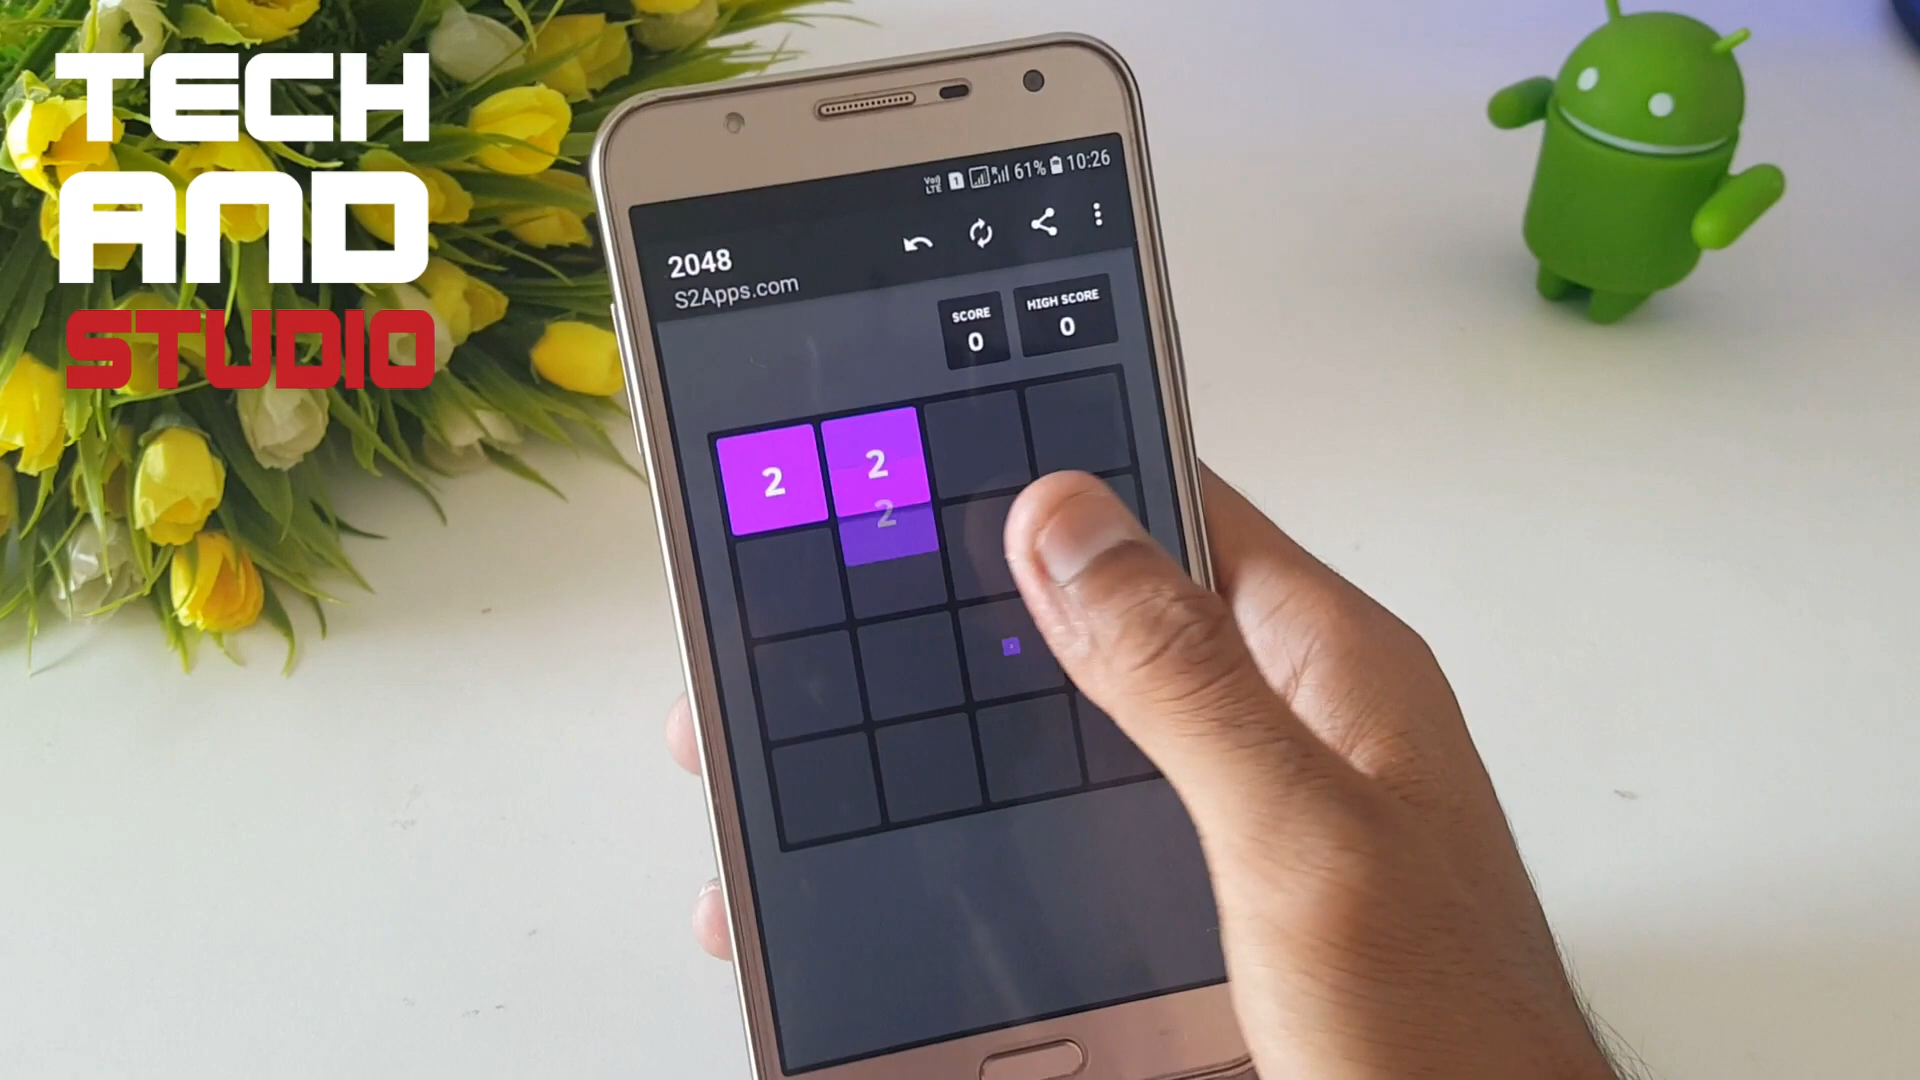 TECH
AND
STUDIO
61% 10:26
2048
S2Apps.com
SCORE
0
HIGH SCORE
0
2
2
2